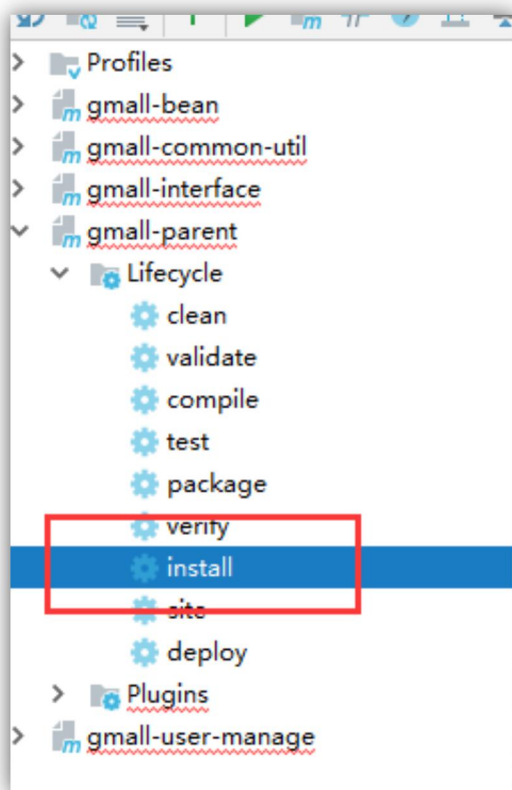 Profiles
gmall-bean
gmall-common-util
gmall-interface
gmall-parent
Lifecycle
clean
validate
compile
test
package
verify
install
site
deploy
Plugins
gmall-user-manage